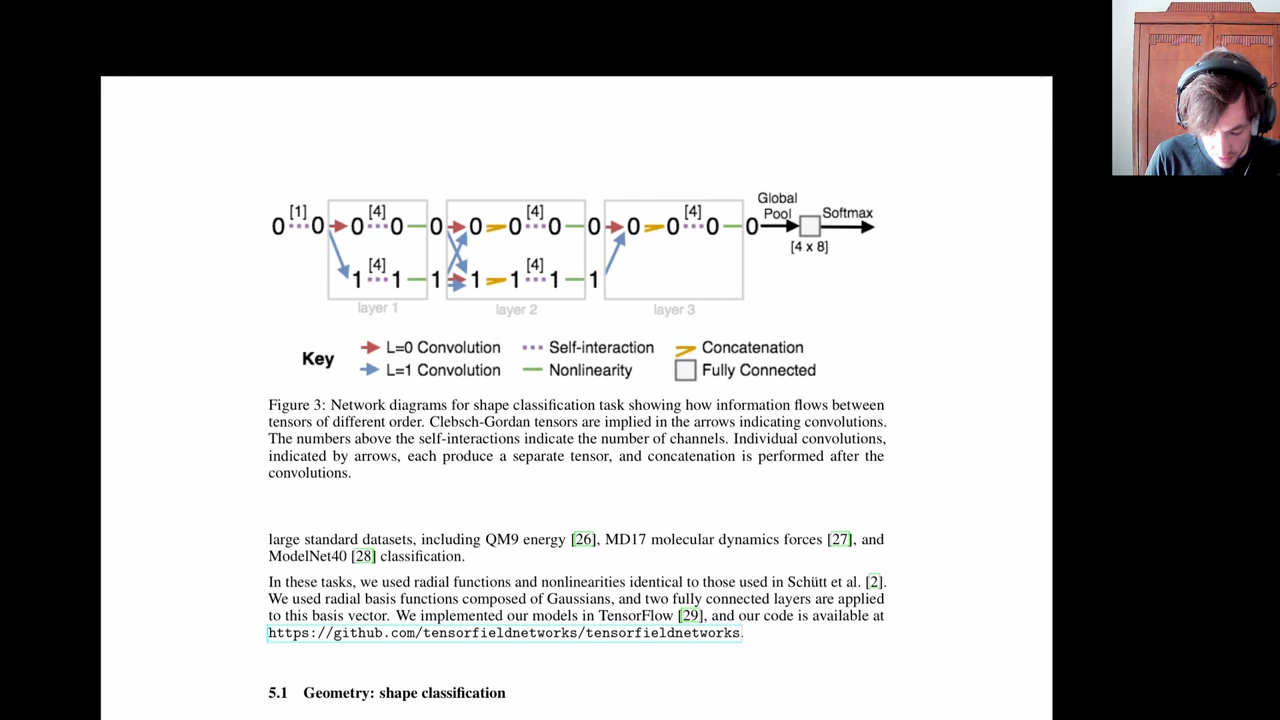 Global
[1] [4] [4] [4] Pool Softmax
0 0 0 0 0 0 0 0 0 0 0 0 0
[4] [4] [4 x 8]
1 1 1 1 1 1 1
layer 1 layer 2 layer 3
Key
L=0 Convolution Self-interaction Concatenation
L=1 Convolution Nonlinearity Fully Connected
Figure 3: Network diagrams for shape classification task showing how information flows between
tensors of different order. Clebsch-Gordan tensors are implied in the arrows indicating convolutions.
The numbers above the self-interactions indicate the number of channels. Individual convolutions,
indicated by arrows, each produce a separate tensor, and concatenation is performed after the
convolutions.
large standard datasets, including QM9 energy [26], MD17 molecular dynamics forces [27], and
ModelNet40 [28] classification.
In these tasks, we used radial functions and nonlinearities identical to those used in Schütt et al. [2].
We used radial basis functions composed of Gaussians, and two fully connected layers are applied
to this basis vector. We implemented our models in TensorFlow [29], and our code is available at
https://github.com/tensorfieldnetworks/tensorfieldnetworks.
5.1 Geometry: shape classification